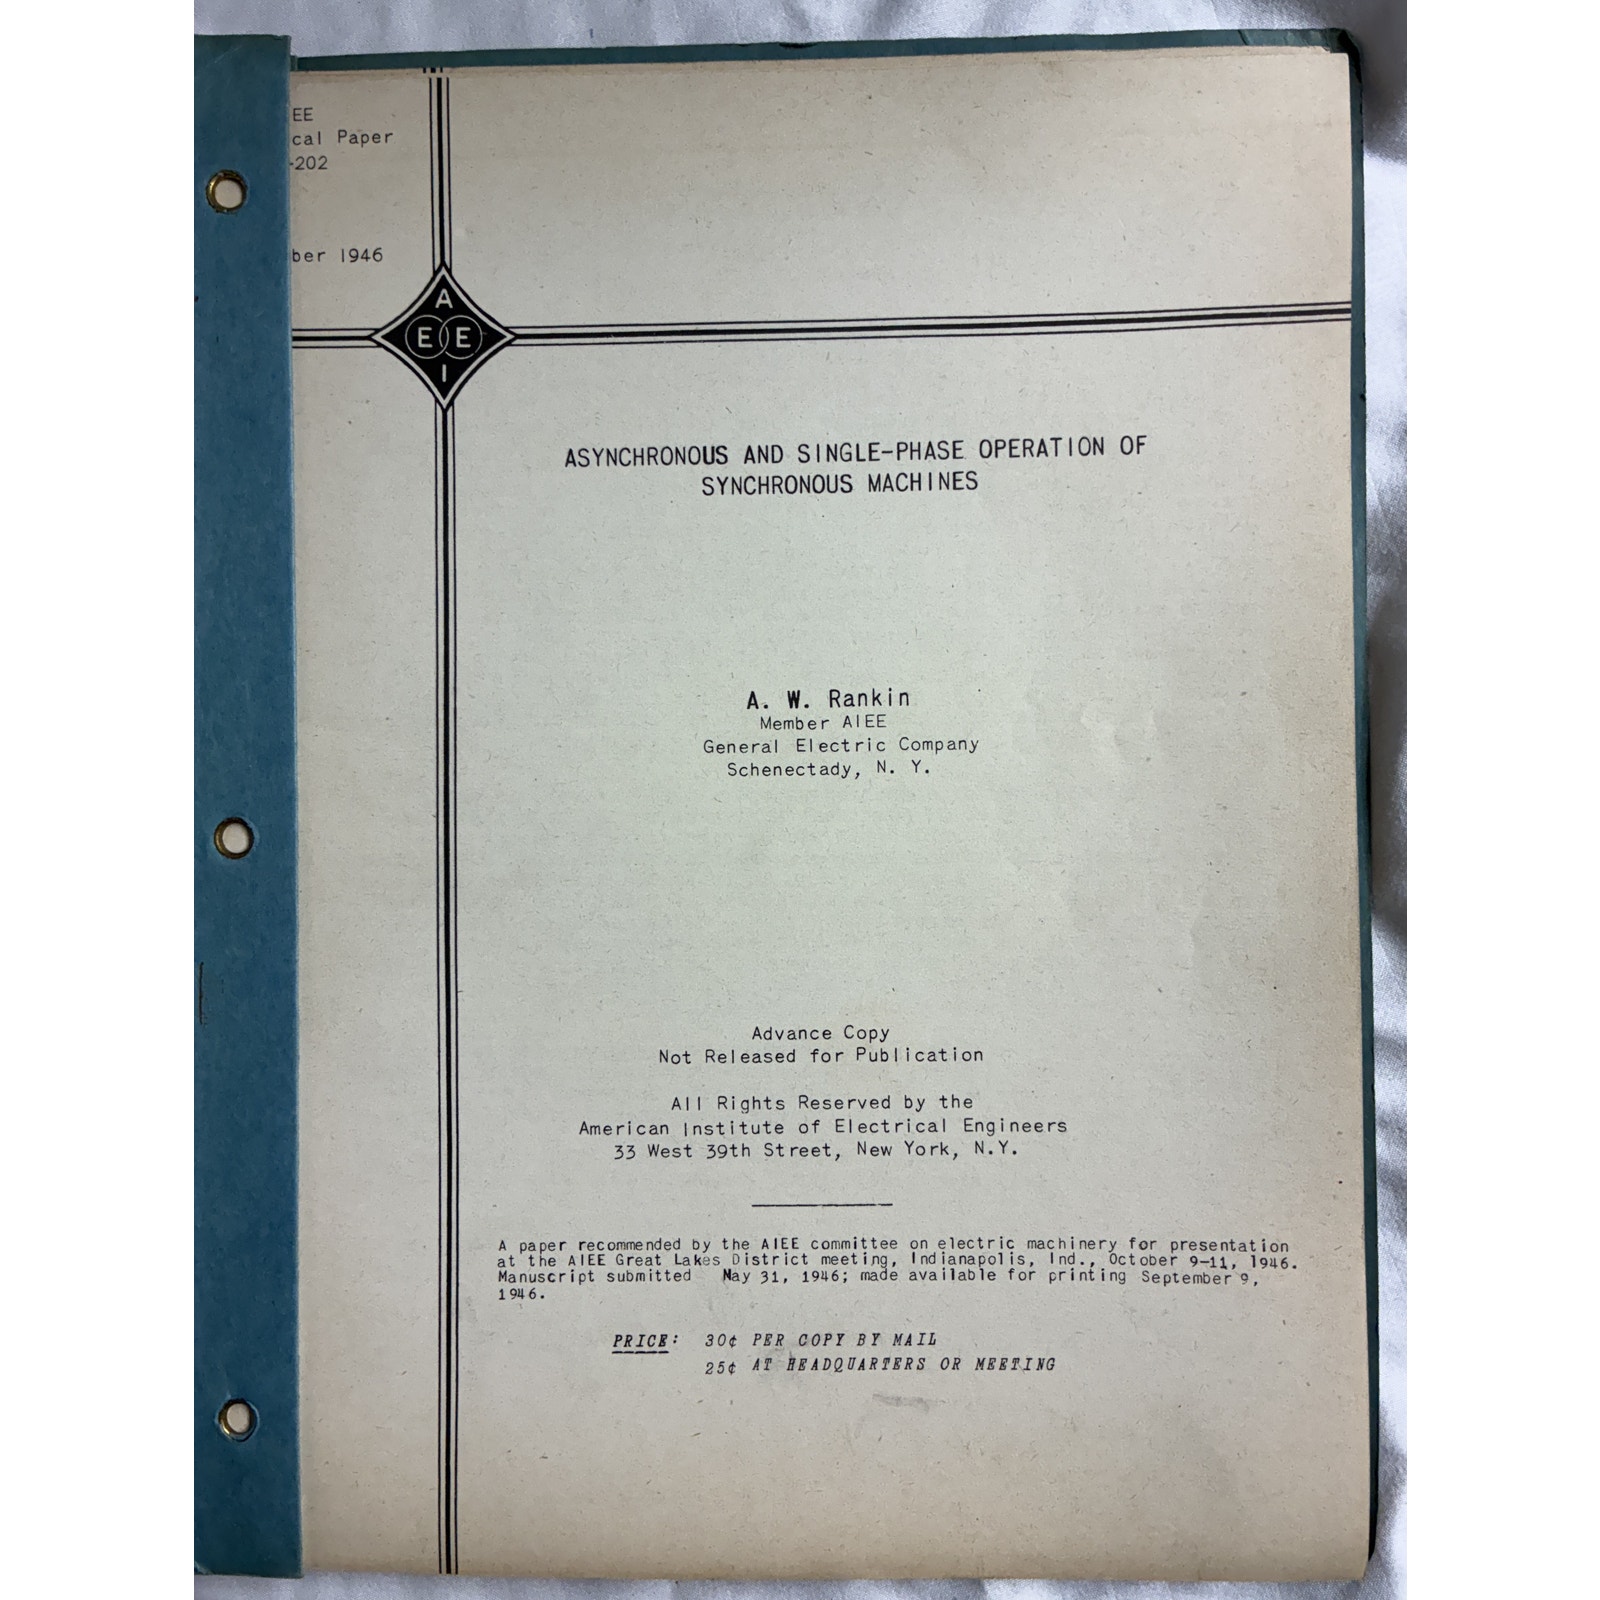 EE
cal Paper
-202
ber 1946
A
E E
I
ASYNCHRONOUS AND SINGLE-PHASE OPERATION OF
SYNCHRONOUS MACHINES
A. W. Rankin
Member AIEE
General Electric Company
Schenectady, N. Y.
Advance Copy
Not Released for Publication
All Rights Reserved by the
American Institute of Electrical Engineers
33 West 39th Street, New York, N.Y.
A paper recommended by the AIEE committee on electric machinery for presentation
at the AIEE Great Lakes District meeting, Indianapolis, Ind., October 9-11, 1946.
Manuscript submitted May 31, 1946; made available for printing September 9,
1946.
PRICE: 30¢ PER COPY BY MAIL
25¢ AT HEADQUARTERS OR MEETING